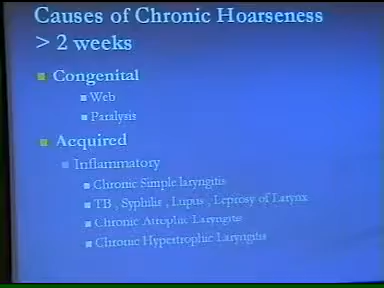 Causes of Chronic Hoarseness
> 2 weeks
Congenital
Web
Paralysis
Acquired
Inflammatory
Chronic Simple laryngitis
TB , Syphilis , Lupus , Leprosy of Larynx
Chronic Atrophic Laryngitis
Chronic Hypertrophic Laryngitis